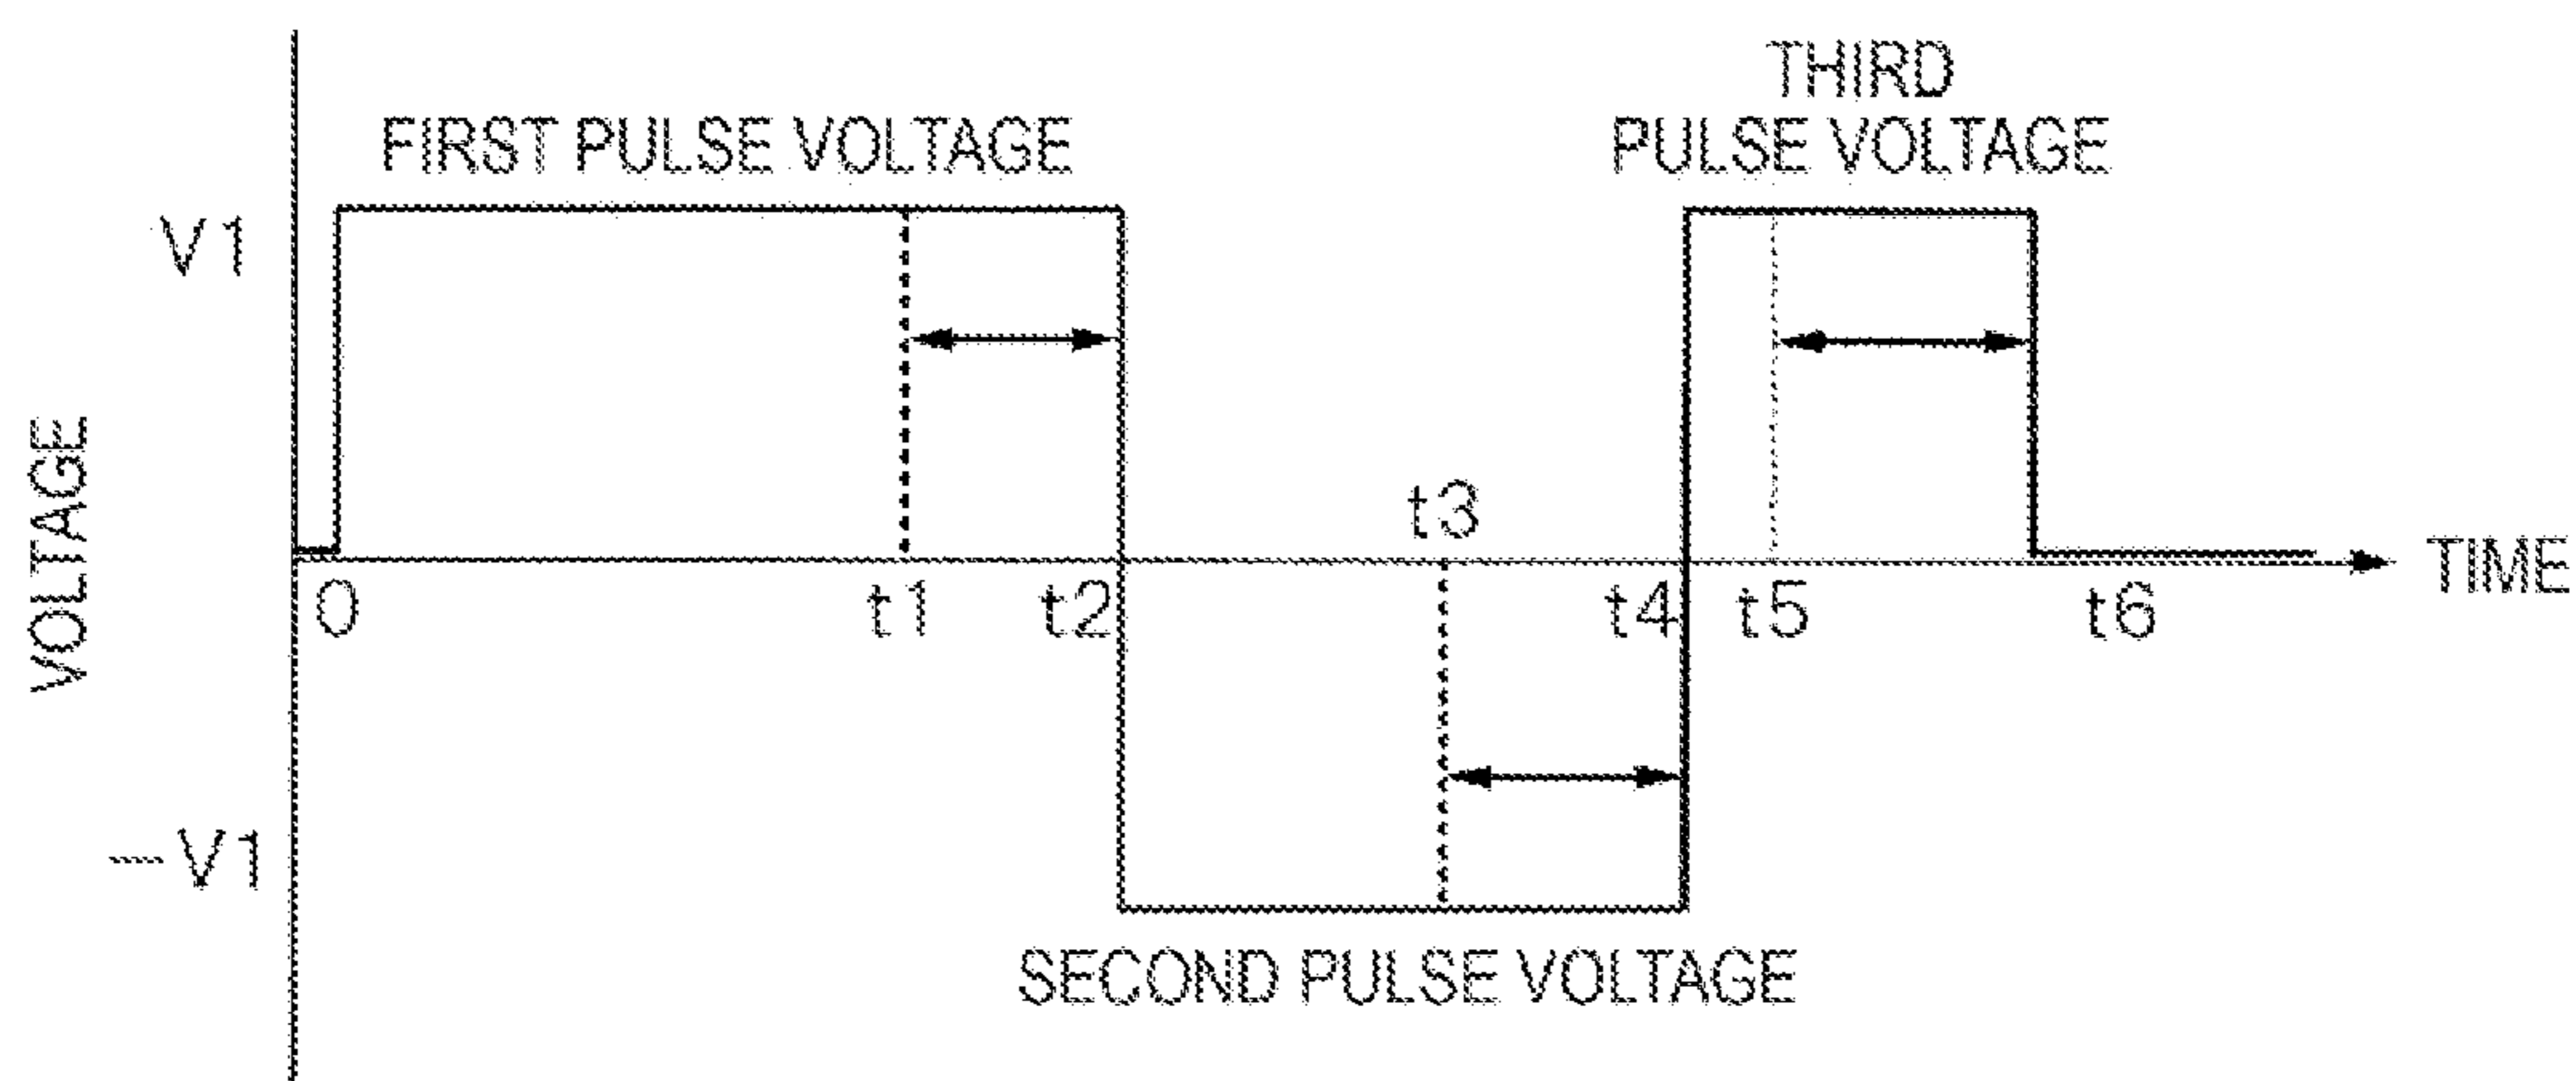 THIRD
FIRST PULSE VOLTAGE
PULSE VOLTAGE
V1
VOLTAGE
t3
TIME
0
t1
t2
t4
t5
t6
−V1
SECOND PULSE VOLTAGE